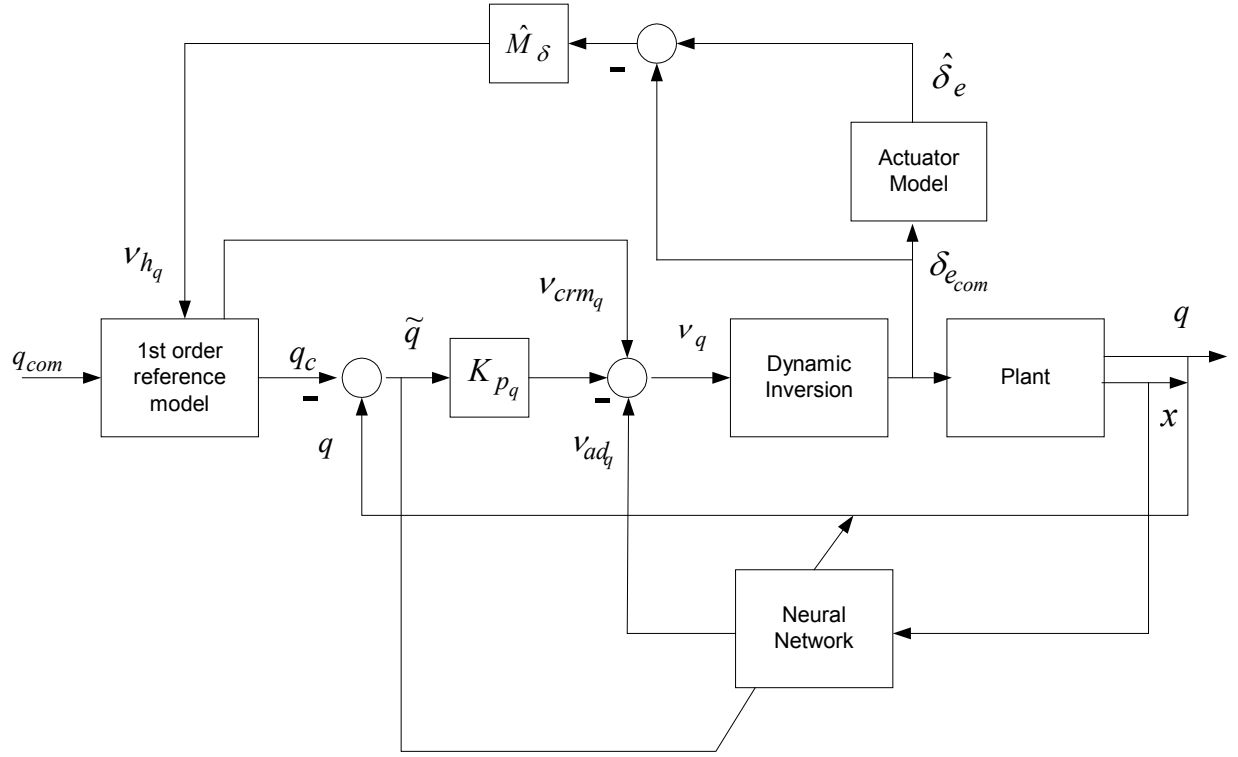 M̂_δ
δ̂_e
Actuator
Model
ν_{h_q}
ν_{crm_q}
δ_{e_{com}}
q_{com}
1st order
reference
model
q_c
q̃
K_{p_q}
ν_q
Dynamic
Inversion
Plant
q
x
q
ν_{ad_q}
Neural
Network